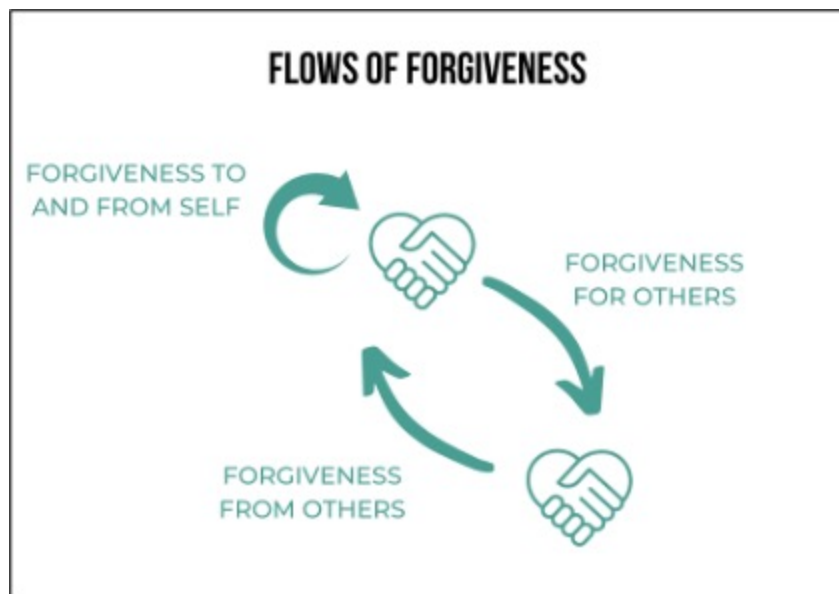 FLOWS OF FORGIVENESS
FORGIVENESS TO
AND FROM SELF
FORGIVENESS
FOR OTHERS
FORGIVENESS
FROM OTHERS